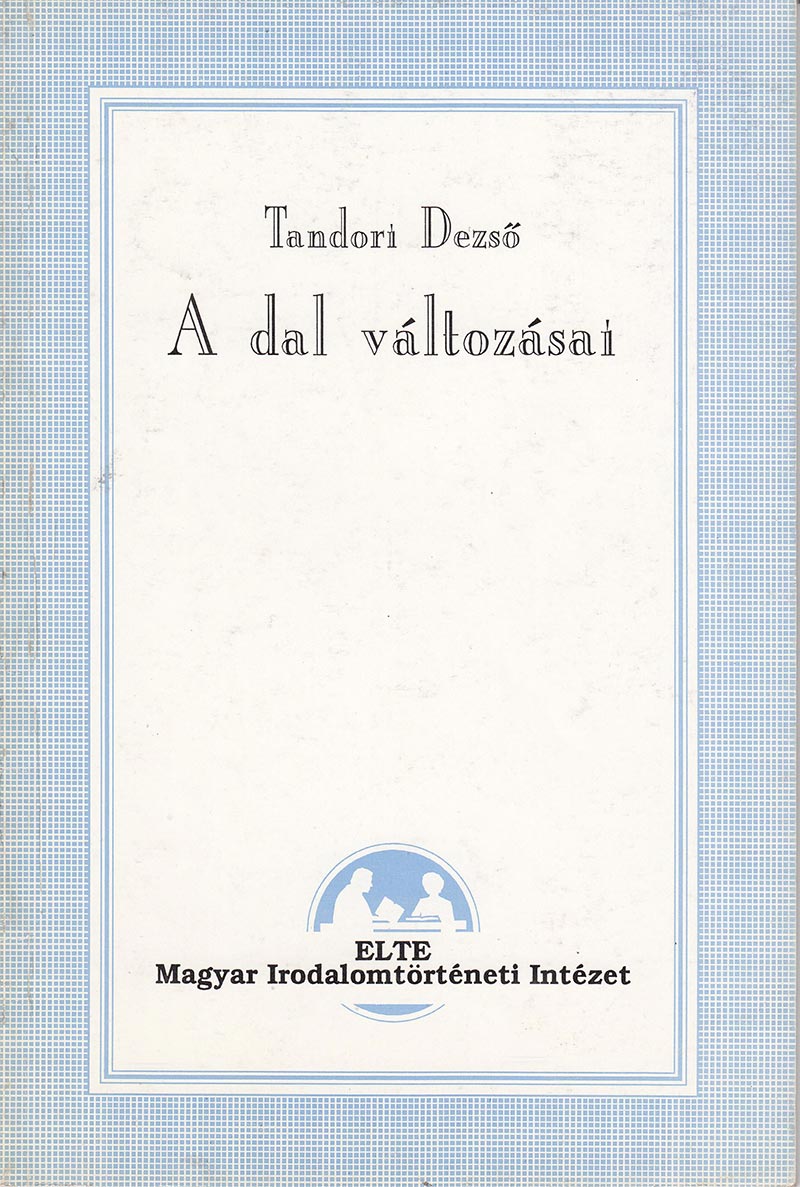 Tandori Dezső
A dal változásai
ELTE
Magyar Irodalomtörténeti Intézet